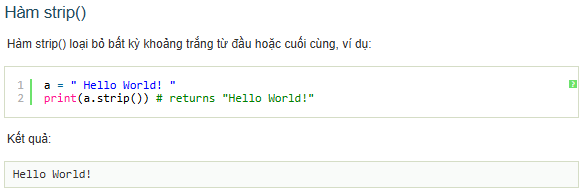 Hàm strip()
Hàm strip() loại bỏ bất kỳ khoảng trắng từ đầu hoặc cuối cùng, ví dụ:
1 a = " Hello World! "
2 print(a.strip()) # returns "Hello World!"
?
Kết quả:
Hello World!